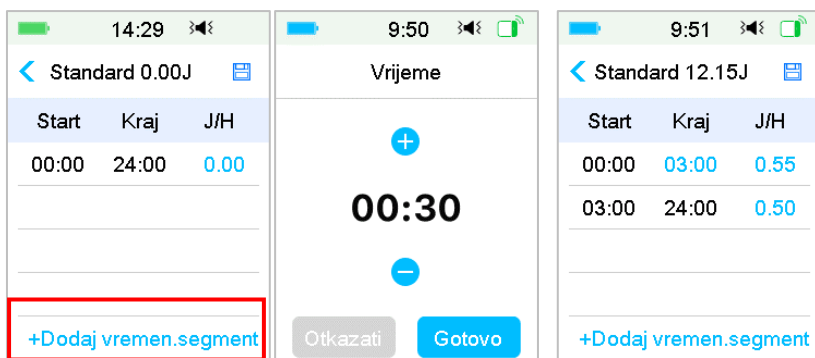 14:29
Standard 0.00J
Start Kraj J/H
00:00 24:00 0.00
+Dodaj vremen.segment
9:50
Vrijeme
00:30
Otkazati Gotovo
9:51
Standard 12.15J
Start Kraj J/H
00:00 03:00 0.55
03:00 24:00 0.50
+Dodaj vremen.segment